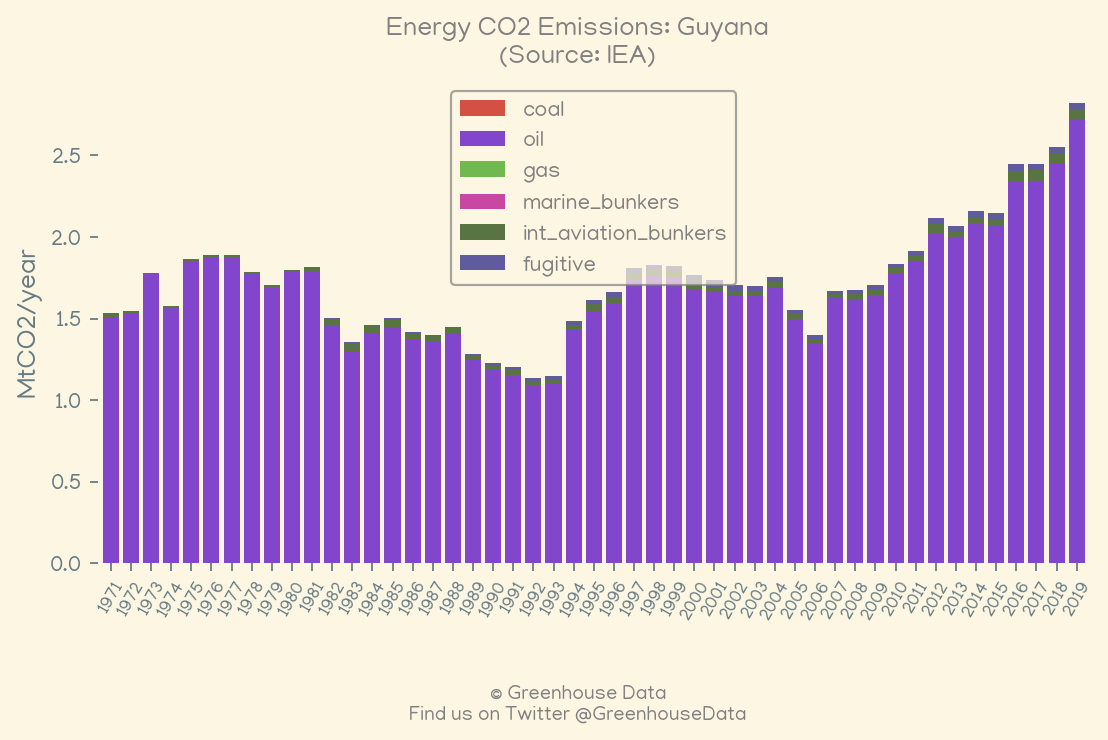 Energy CO2 Emissions: Guyana
(Source: IEA)
coal
oil
gas
marine_bunkers
int_aviation_bunkers
fugitive
MtCO2/year
2.5
2.0
1.5
1.0
0.5
0.0
1971 1972 1973 1974 1975 1976 1977 1978 1979 1980 1981 1982 1983 1984 1985 1986 1987 1988 1989 1990 1991 1992 1993 1994 1995 1996 1997 1998 1999 2000 2001 2002 2003 2004 2005 2006 2007 2008 2009 2010 2011 2012 2013 2014 2015 2016 2017 2018 2019
© Greenhouse Data
Find us on Twitter @GreenhouseData